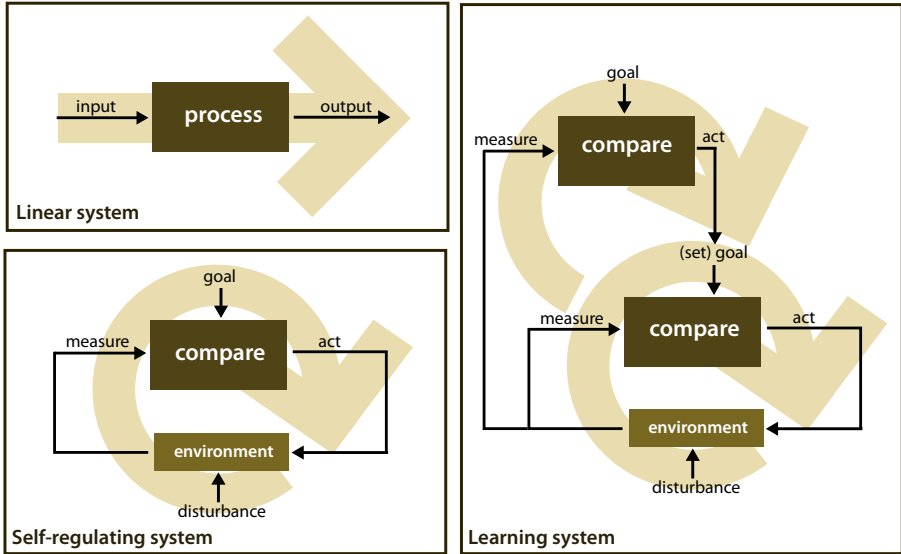 input
process
output
Linear system
goal
measure
compare
act
environment
disturbance
Self-regulating system
goal
measure
compare
act
(set) goal
measure
compare
act
environment
disturbance
Learning system